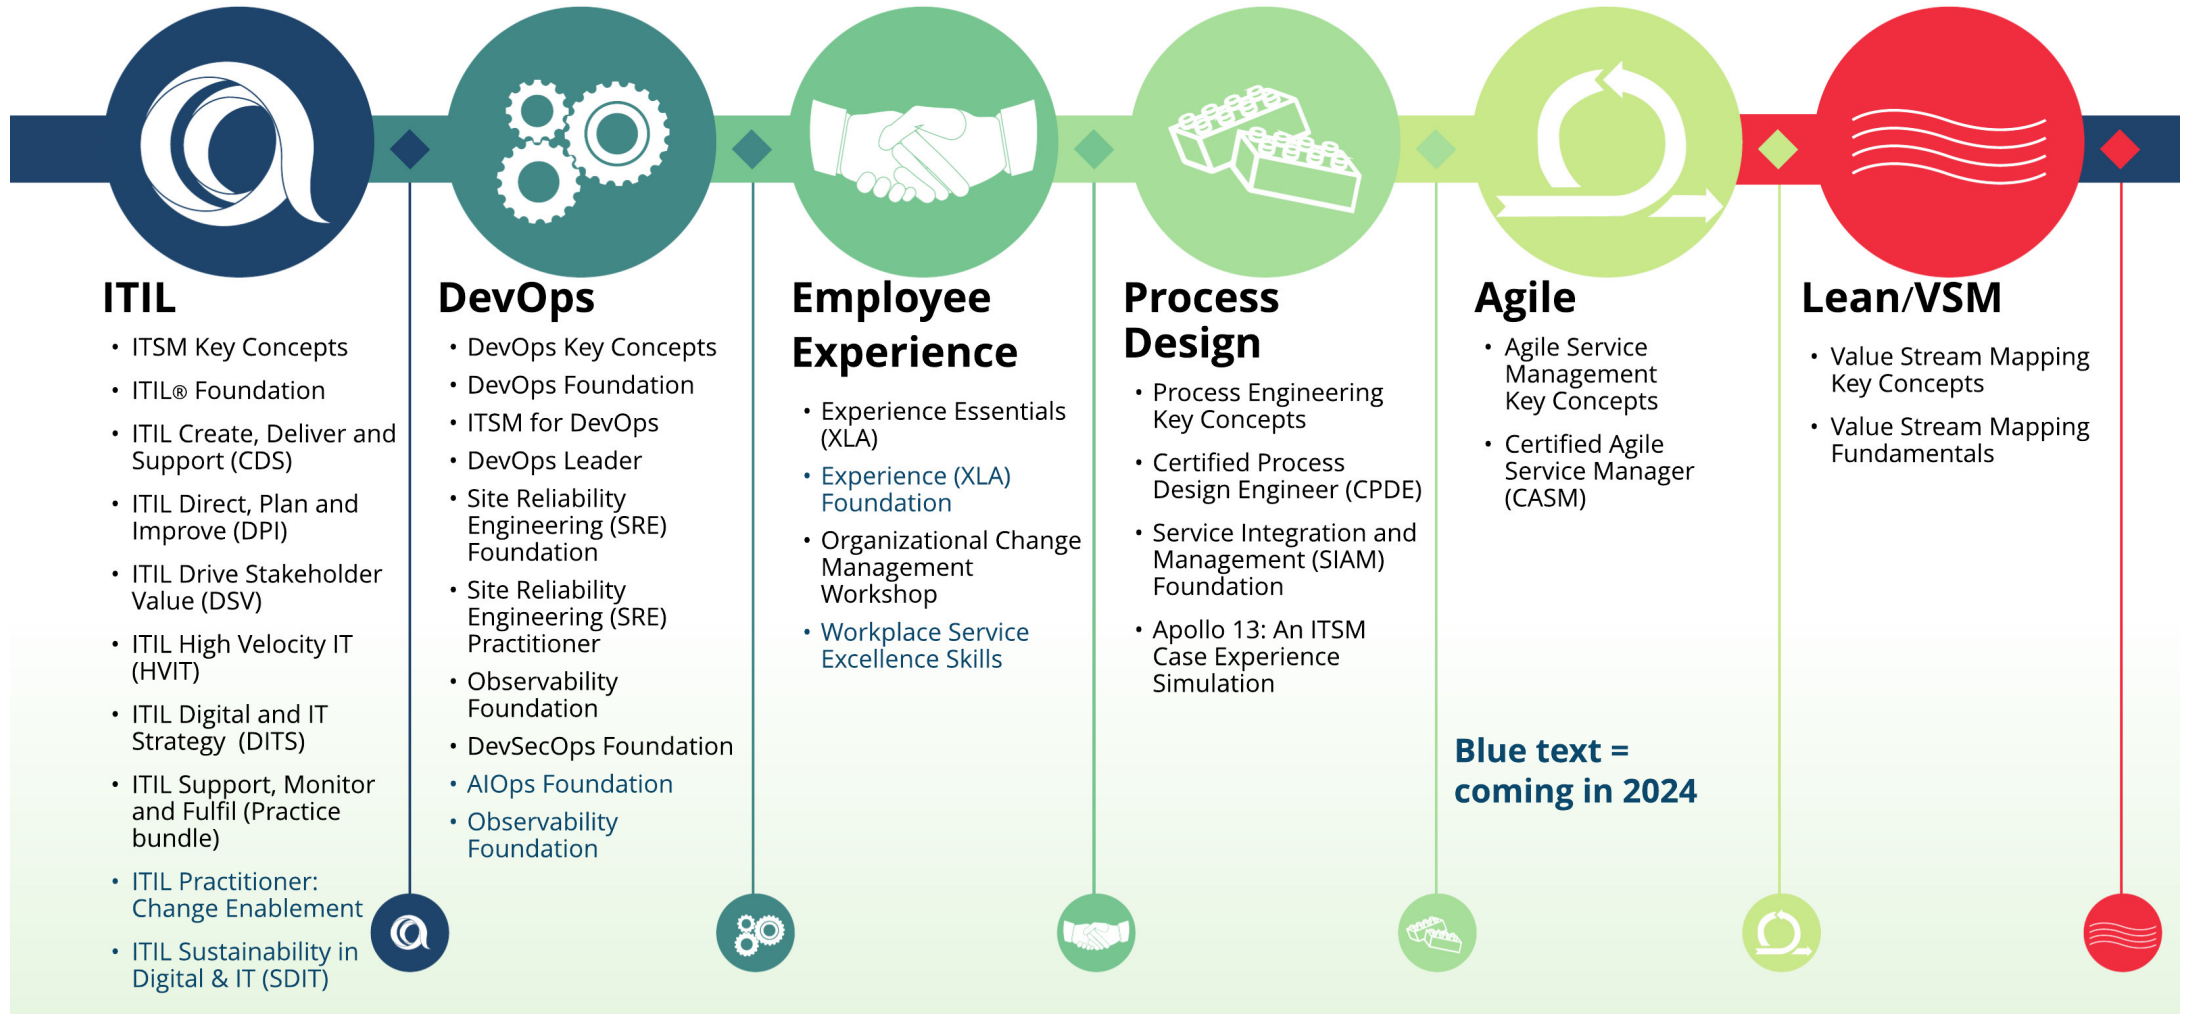 ITIL
• ITSM Key Concepts
• ITIL® Foundation
• ITIL Create, Deliver and
Support (CDS)
• ITIL Direct, Plan and
Improve (DPI)
• ITIL Drive Stakeholder
Value (DSV)
• ITIL High Velocity IT
(HVIT)
• ITIL Digital and IT
Strategy (DITS)
• ITIL Support, Monitor
and Fulfil (Practice
bundle)
• ITIL Practitioner:
Change Enablement
• ITIL Sustainability in
Digital & IT (SDIT)
DevOps
• DevOps Key Concepts
• DevOps Foundation
• ITSM for DevOps
• DevOps Leader
• Site Reliability
Engineering (SRE)
Foundation
• Site Reliability
Engineering (SRE)
Practitioner
• Observability
Foundation
• DevSecOps Foundation
• AIOps Foundation
• Observability
Foundation
Employee
Experience
• Experience Essentials
(XLA)
• Experience (XLA)
Foundation
• Organizational Change
Management
Workshop
• Workplace Service
Excellence Skills
Process
Design
• Process Engineering
Key Concepts
• Certified Process
Design Engineer (CPDE)
• Service Integration and
Management (SIAM)
Foundation
• Apollo 13: An ITSM
Case Experience
Simulation
Agile
• Agile Service
Management
Key Concepts
• Certified Agile
Service Manager
(CASM)
Blue text =
coming in 2024
Lean/VSM
• Value Stream Mapping
Key Concepts
• Value Stream Mapping
Fundamentals